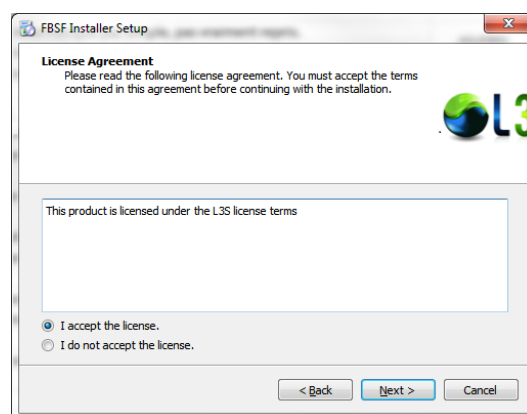 FBSF Installer Setup
License Agreement
Please read the following license agreement. You must accept the terms
contained in this agreement before continuing with the installation.
L3
This product is licensed under the L3S license terms
I accept the license.
I do not accept the license.
< Back
Next >
Cancel